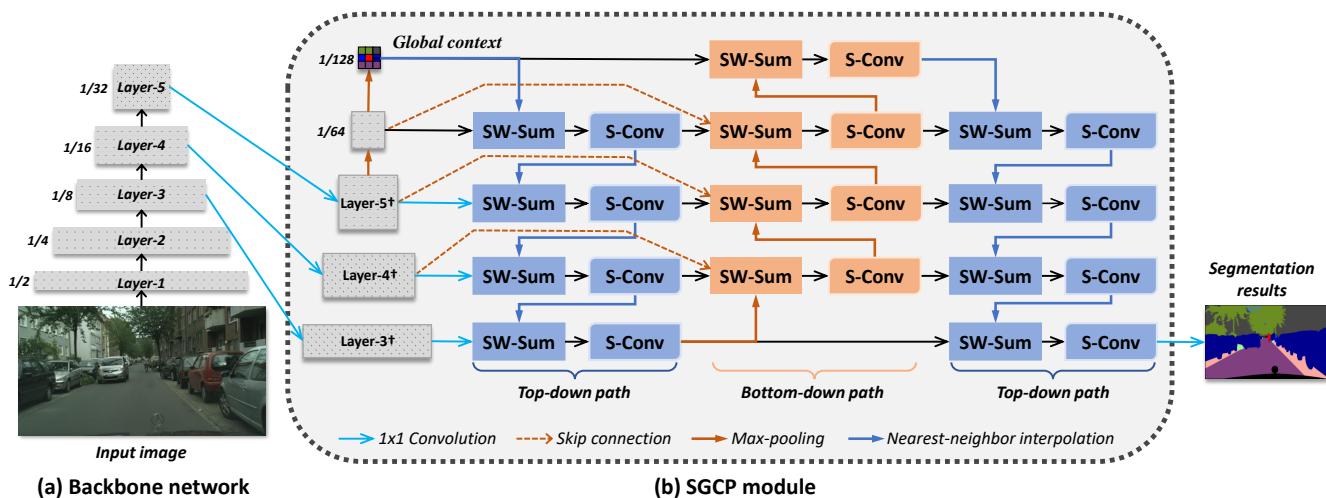 Global context
1/128
SW-Sum
S-Conv
1/32
Layer-5
1/64
SW-Sum
S-Conv
SW-Sum
S-Conv
SW-Sum
S-Conv
1/16
Layer-4
1/8
Layer-3
Layer-5†
SW-Sum
S-Conv
SW-Sum
S-Conv
SW-Sum
S-Conv
1/4
Layer-2
1/2
Layer-1
Layer-4†
SW-Sum
S-Conv
SW-Sum
S-Conv
SW-Sum
S-Conv
Segmentation
results
Layer-3†
SW-Sum
S-Conv
SW-Sum
S-Conv
Top-down path
Bottom-down path
Top-down path
1x1 Convolution
Skip connection
Max-pooling
Nearest-neighbor interpolation
Input image
(a) Backbone network
(b) SGCP module